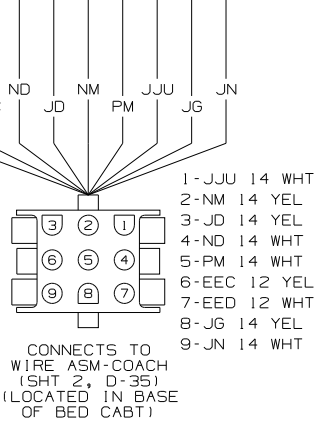 ND
NM
JJU
JN
JD
PM
JG
3 2 1
6 5 4
9 8 7
1-JJU 14 WHT
2-NM 14 YEL
3-JD 14 YEL
4-ND 14 WHT
5-PM 14 WHT
6-EEC 12 YEL
7-EED 12 WHT
8-JG 14 YEL
9-JN 14 WHT
CONNECTS TO
WIRE ASM-COACH
(SHT 2, D-35)
(LOCATED IN BASE
OF BED CABT)